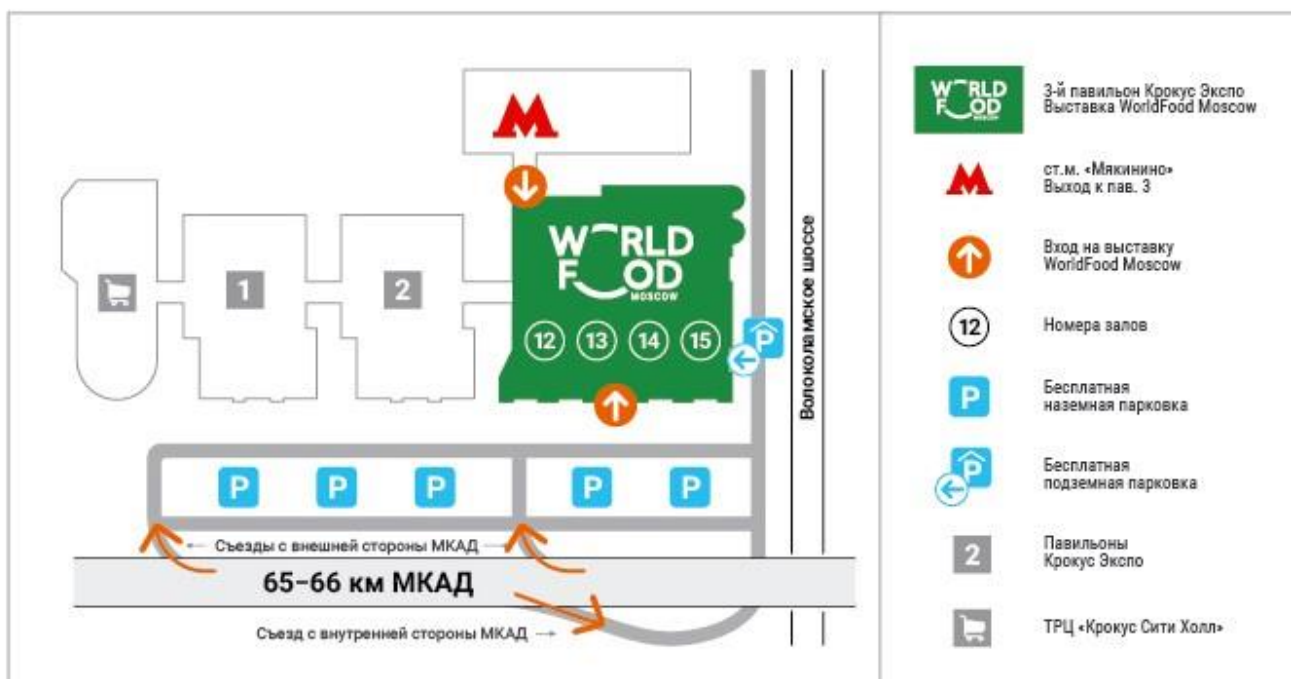 M
WORLD
FOOD
MOSCOW
1
2
12 13 14 15
P
Волоколамское шоссе
P P P P P
Съезды с внешней стороны МКАД
65–66 км МКАД
Съезд с внутренней стороны МКАД
WORLD
FOOD
MOSCOW
3-й павильон Крокус Экспо
Выставка WorldFood Moscow
M
ст.м. «Мякинино»
Выход к пав. 3
Вход на выставку
WorldFood Moscow
12
Номера залов
P
Бесплатная
наземная парковка
P
Бесплатная
подземная парковка
2
Павильоны
Крокус Экспо
ТРЦ «Крокус Сити Холл»